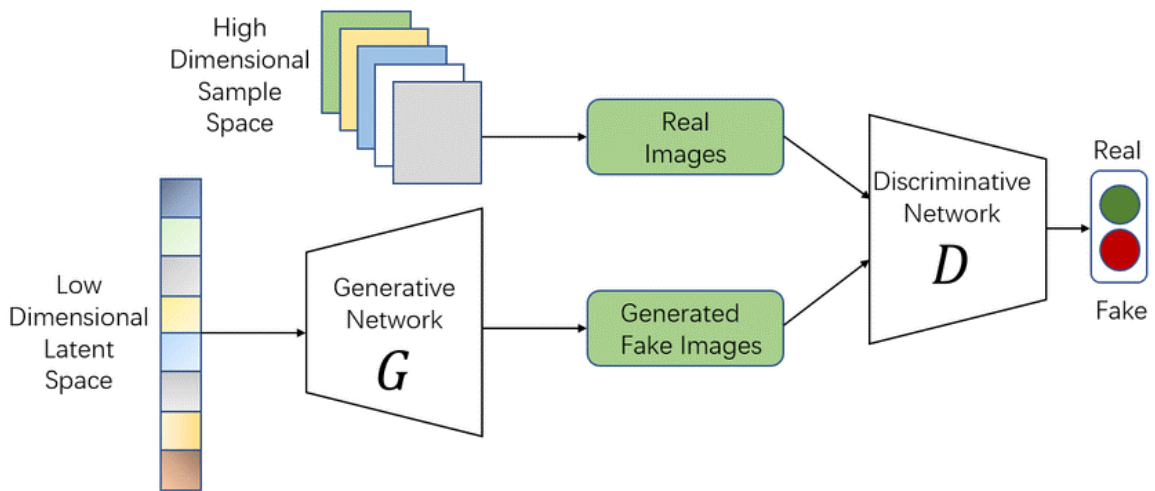 High
Dimensional
Sample
Space
Real
Images
Discriminative
Network
D
Real
Fake
Low
Dimensional
Latent
Space
Generative
Network
G
Generated
Fake Images